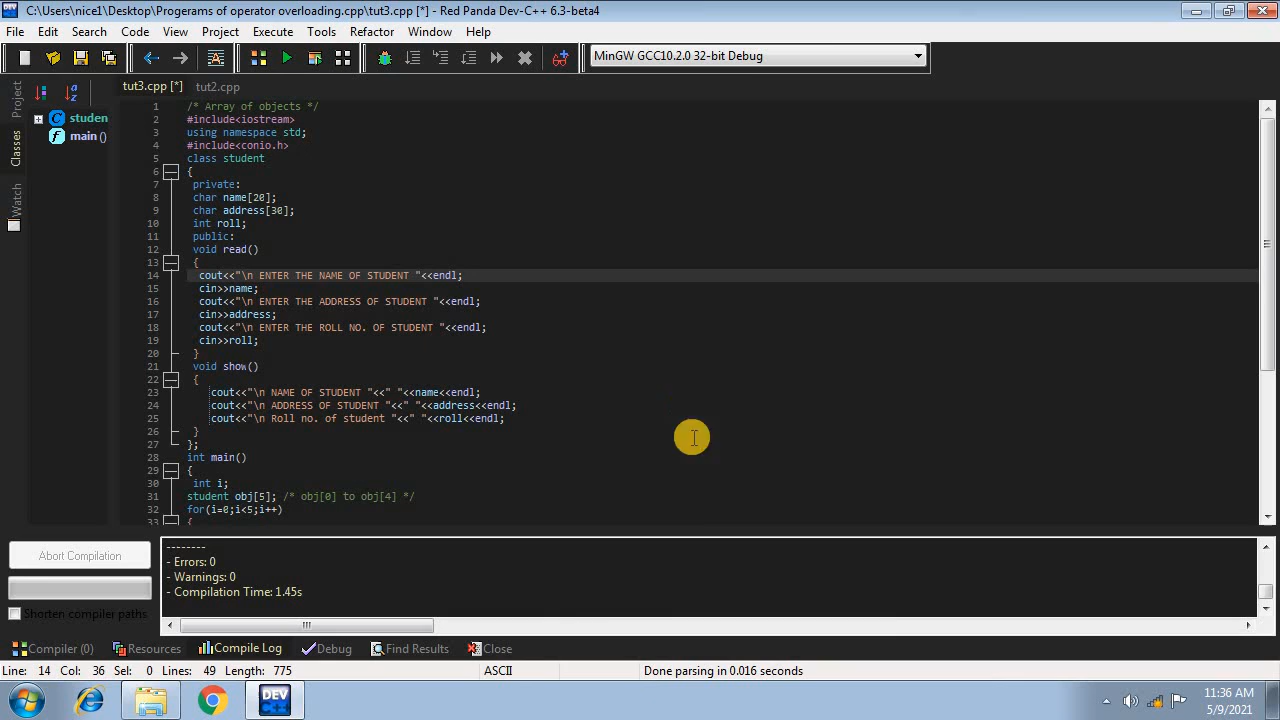 C:\Users\nice1\Desktop\Programs of operator overloading.cpp\tut3.cpp [*] - Red Panda Dev-C++ 6.3-beta4
File Edit Search Code View Project Execute Tools Refactor Window Help
MinGW GCC10.2.0 32-bit Debug
Project
Classes
Watch
studen
main ()
tut3.cpp [*] tut2.cpp
1 /* Array of objects */
2 #include<iostream>
3 using namespace std;
4 #include<conio.h>
5 class student
6 {
7 private:
8 char name[20];
9 char address[30];
10 int roll;
11 public:
12 void read()
13 {
14 cout<<"\n ENTER THE NAME OF STUDENT "<<endl;
15 cin>>name;
16 cout<<"\n ENTER THE ADDRESS OF STUDENT "<<endl;
17 cin>>address;
18 cout<<"\n ENTER THE ROLL NO. OF STUDENT "<<endl;
19 cin>>roll;
20 }
21 void show()
22 {
23 cout<<"\n NAME OF STUDENT "<<" "<<name<<endl;
24 cout<<"\n ADDRESS OF STUDENT "<<" "<<address<<endl;
25 cout<<"\n Roll no. of student "<<" "<<roll<<endl;
26 }
27 };
28 int main()
29 {
30 int i;
31 student obj[5]; /* obj[0] to obj[4] */
32 for(i=0;i<5;i++)
33 {
Abort Compilation
Shorten compiler paths
--------
- Errors: 0
- Warnings: 0
- Compilation Time: 1.45s
Compiler (0) Resources Compile Log Debug Find Results Close
Line: 14 Col: 36 Sel: 0 Lines: 49 Length: 775 ASCII Done parsing in 0.016 seconds
DEV C++
11:36 AM
5/9/2021